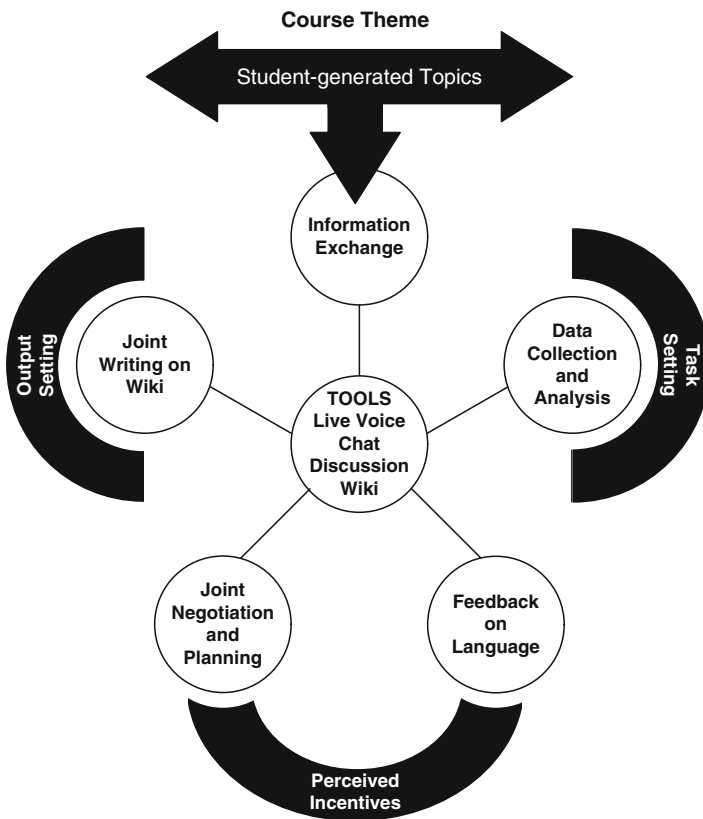 Course Theme
Student-generated Topics
Information
Exchange
Output
Setting
Joint
Writing on
Wiki
Data
Collection
and
Analysis
Task
Setting
TOOLS
Live Voice
Chat
Discussion
Wiki
Joint
Negotiation
and
Planning
Feedback
on
Language
Perceived
Incentives